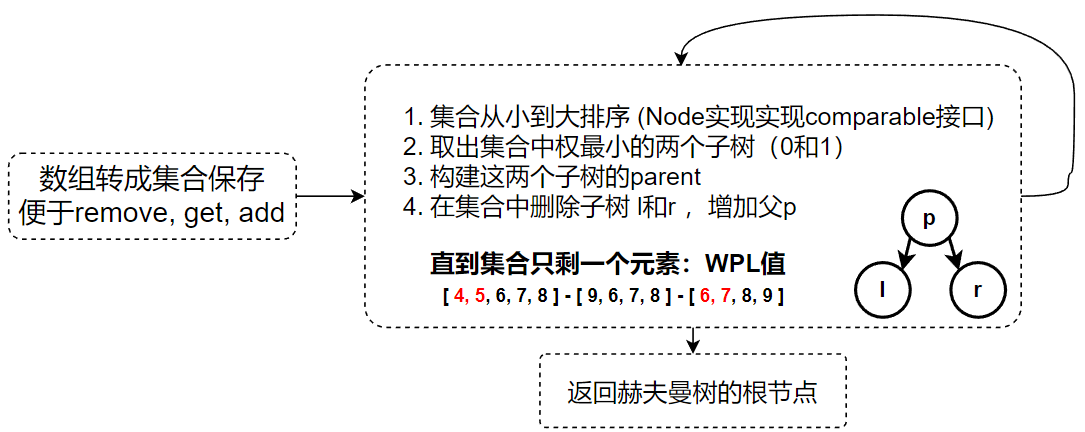 数组转成集合保存
便于remove, get, add
1. 集合从小到大排序 (Node实现实现comparable接口)
2. 取出集合中权最小的两个子树（0和1）
3. 构建这两个子树的parent
4. 在集合中删除子树 l和r ，增加父p
直到集合只剩一个元素：WPL值
[ 4, 5, 6, 7, 8 ] - [ 9, 6, 7, 8 ] - [ 6, 7, 8, 9 ]
p
l
r
返回赫夫曼树的根节点